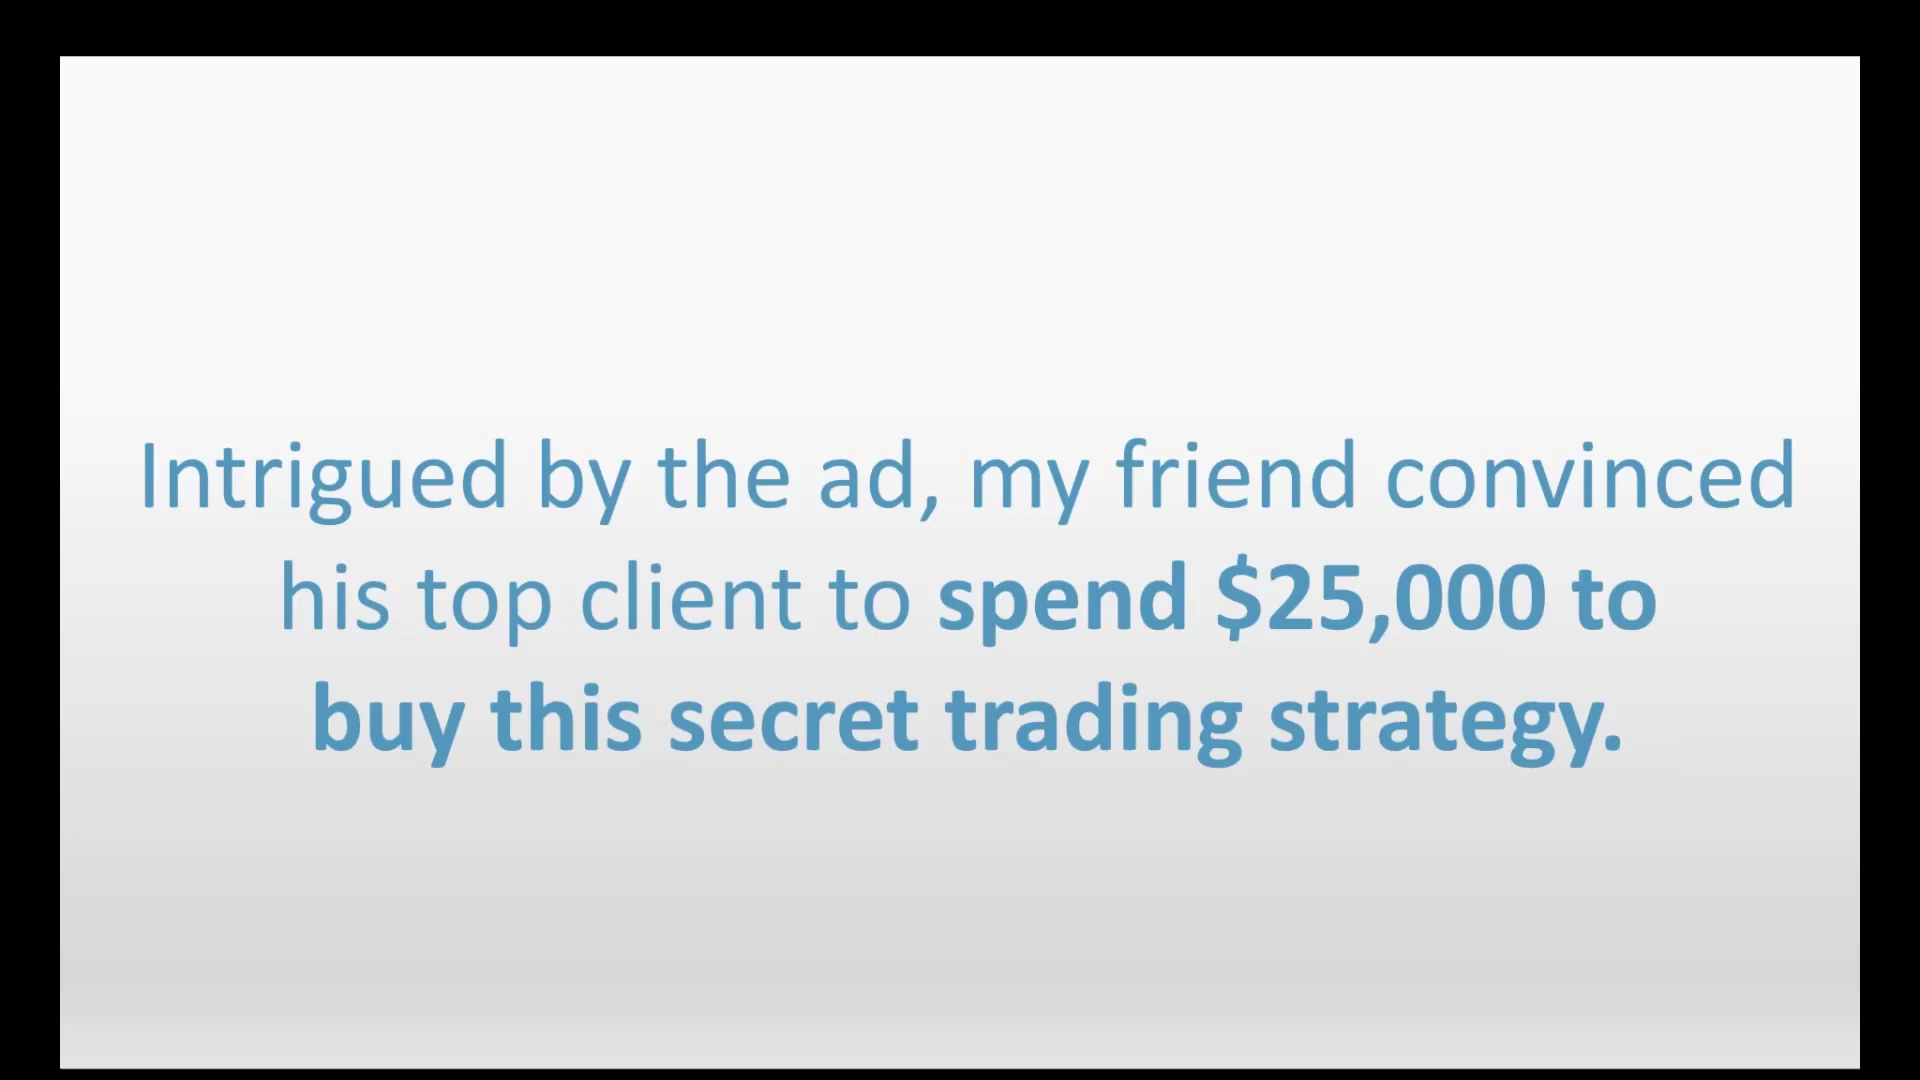 Intrigued by the ad, my friend convinced
his top client to spend $25,000 to
buy this secret trading strategy.